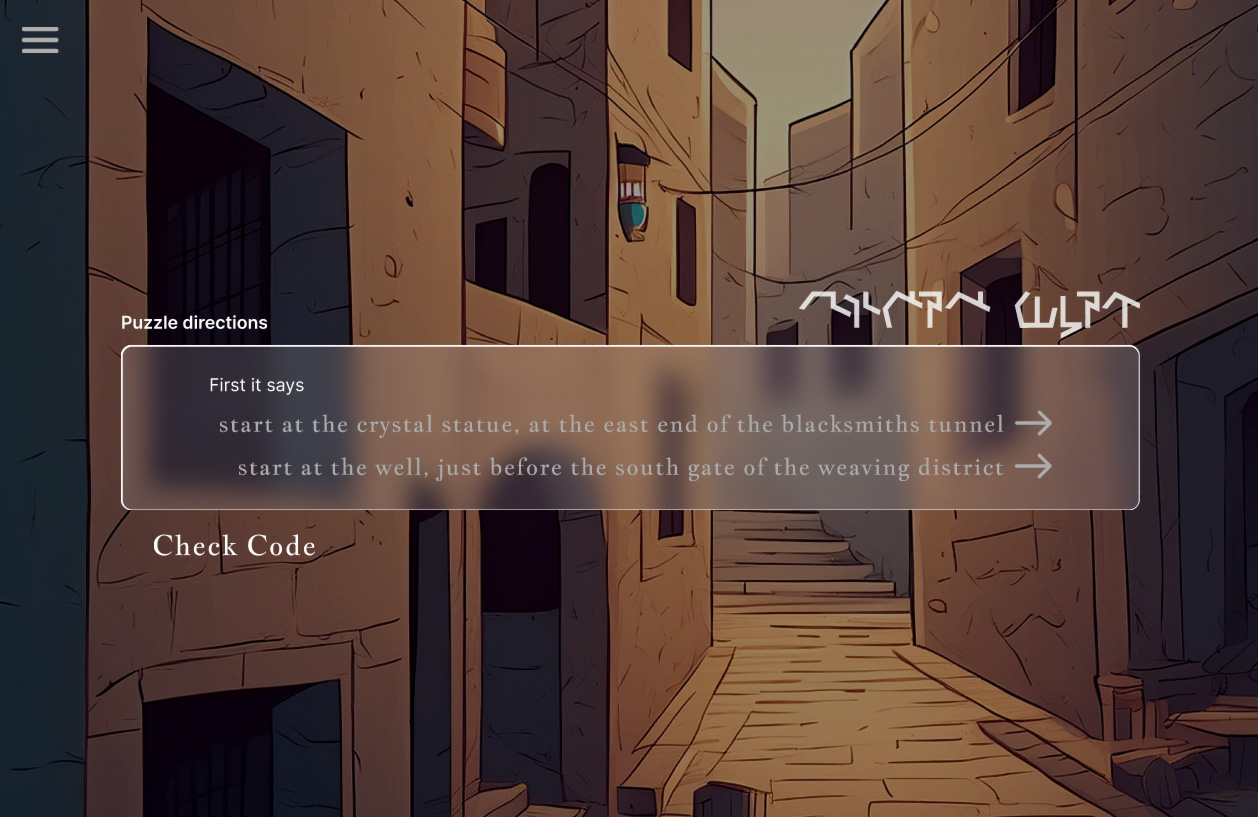 Puzzle directions
First it says
start at the crystal statue, at the east end of the blacksmiths tunnel
start at the well, just before the south gate of the weaving district
Check Code